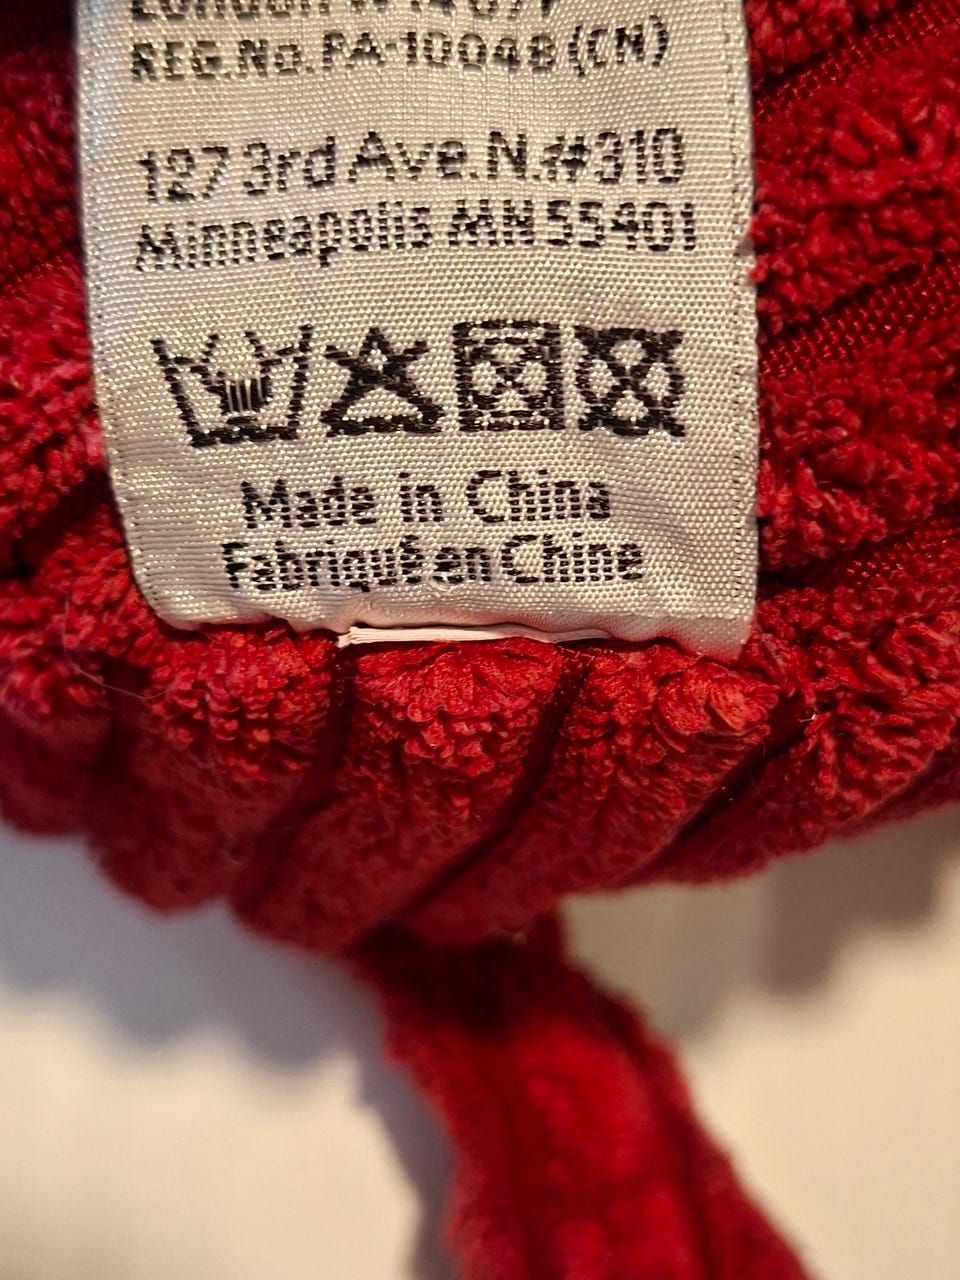 REG.No.PA-10048 (CN)
127 3rd Ave.N.#310
Minneapolis MN 55401
Made in China
Fabriqué en Chine